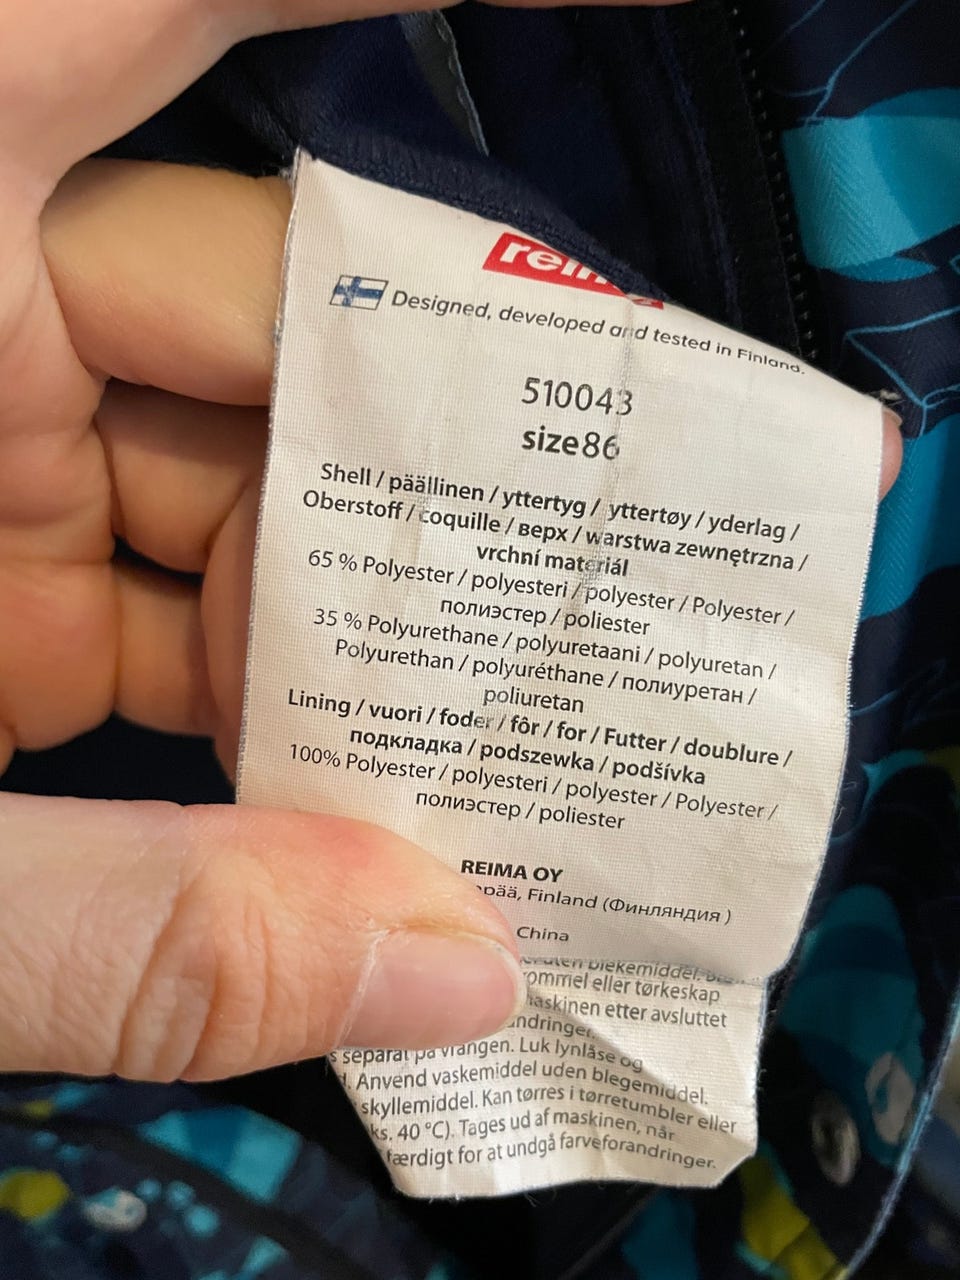 reima
Designed, developed and tested in Finland.
510043
size86
Shell / päällinen / yttertyg / yttertøy / yderlag /
Oberstoff / coquille / верх / warstwa zewnętrzna /
vrchní materiál
65 % Polyester / polyesteri / polyester / Polyester /
полиэстер / poliester
35 % Polyurethane / polyuretaani / polyuretan /
Polyurethan / polyuréthane / полиуретан /
poliuretan
Lining / vuori / foder / fôr / for / Futter / doublure /
подкладка / podszewka / podšívka
100% Polyester / polyesteri / polyester / Polyester /
полиэстер / poliester
REIMA OY
Finland (Финляндия )
China
blekemiddel.
eller tørkeskap
etter avsluttet
separat på vrangen. Luk lynlåse og
Anvend vaskemiddel uden blegemiddel.
skyllemiddel. Kan tørres i tørretumbler eller
40 °C). Tages ud af maskinen, når
færdigt for at undgå farveforandringer.